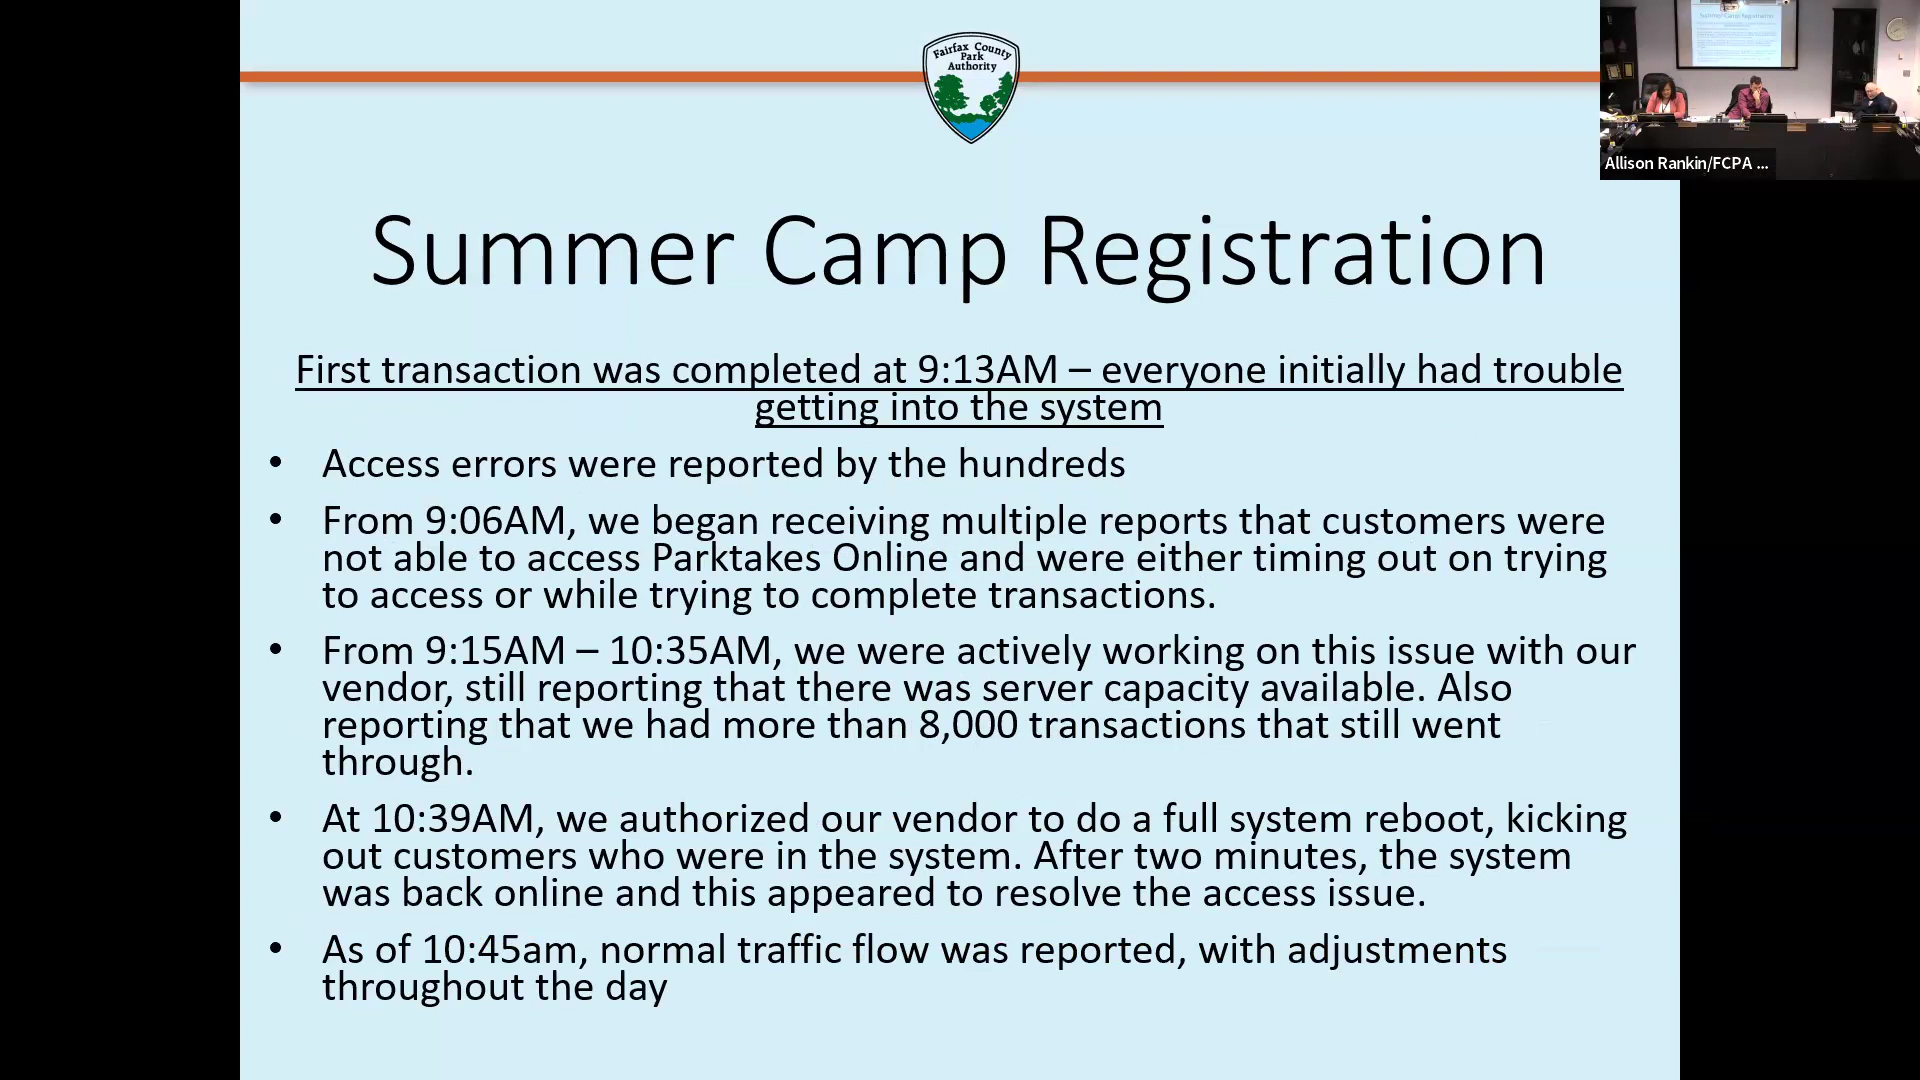 Fairfax County
Park
Authority
Allison Rankin/FCPA ...
Summer Camp Registration
First transaction was completed at 9:13AM – everyone initially had trouble
getting into the system
• Access errors were reported by the hundreds
• From 9:06AM, we began receiving multiple reports that customers were
not able to access Parktakes Online and were either timing out on trying
to access or while trying to complete transactions.
• From 9:15AM – 10:35AM, we were actively working on this issue with our
vendor, still reporting that there was server capacity available. Also
reporting that we had more than 8,000 transactions that still went
through.
• At 10:39AM, we authorized our vendor to do a full system reboot, kicking
out customers who were in the system. After two minutes, the system
was back online and this appeared to resolve the access issue.
• As of 10:45am, normal traffic flow was reported, with adjustments
throughout the day